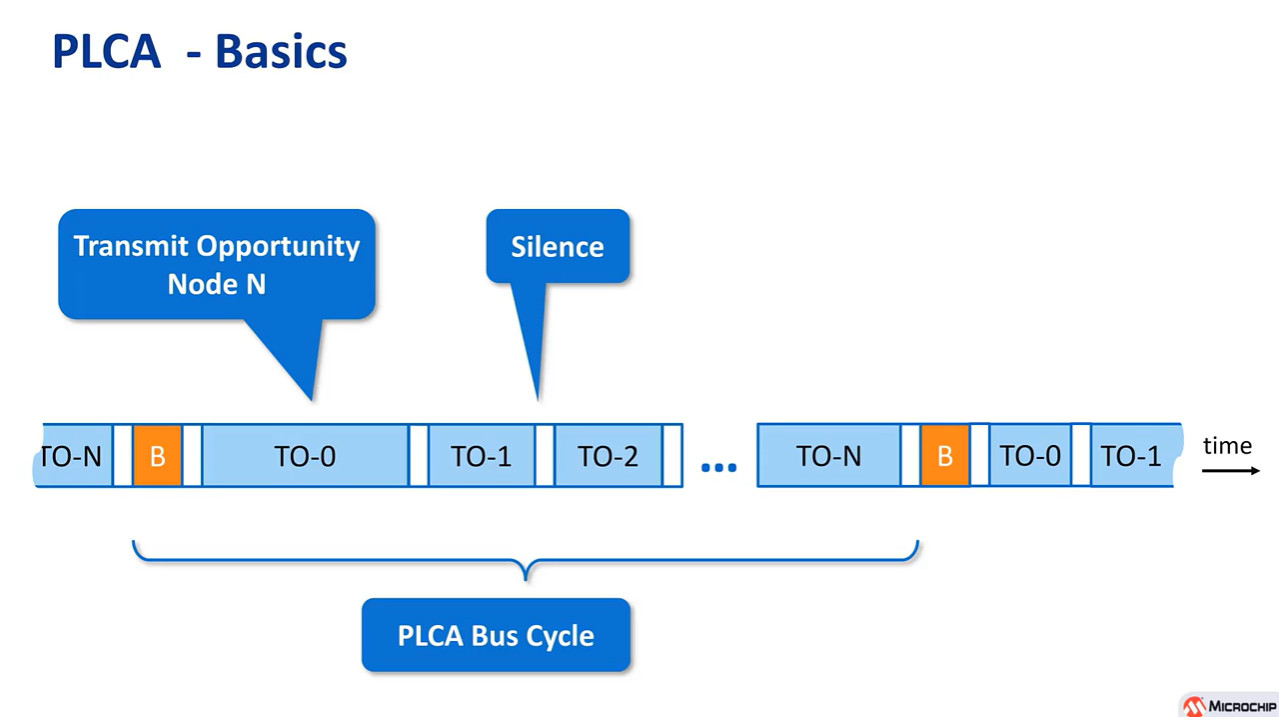 PLCA - Basics
Transmit Opportunity
Node N
Silence
TO-N B TO-0 TO-1 TO-2 ... TO-N B TO-0 TO-1 time
PLCA Bus Cycle
MICROCHIP